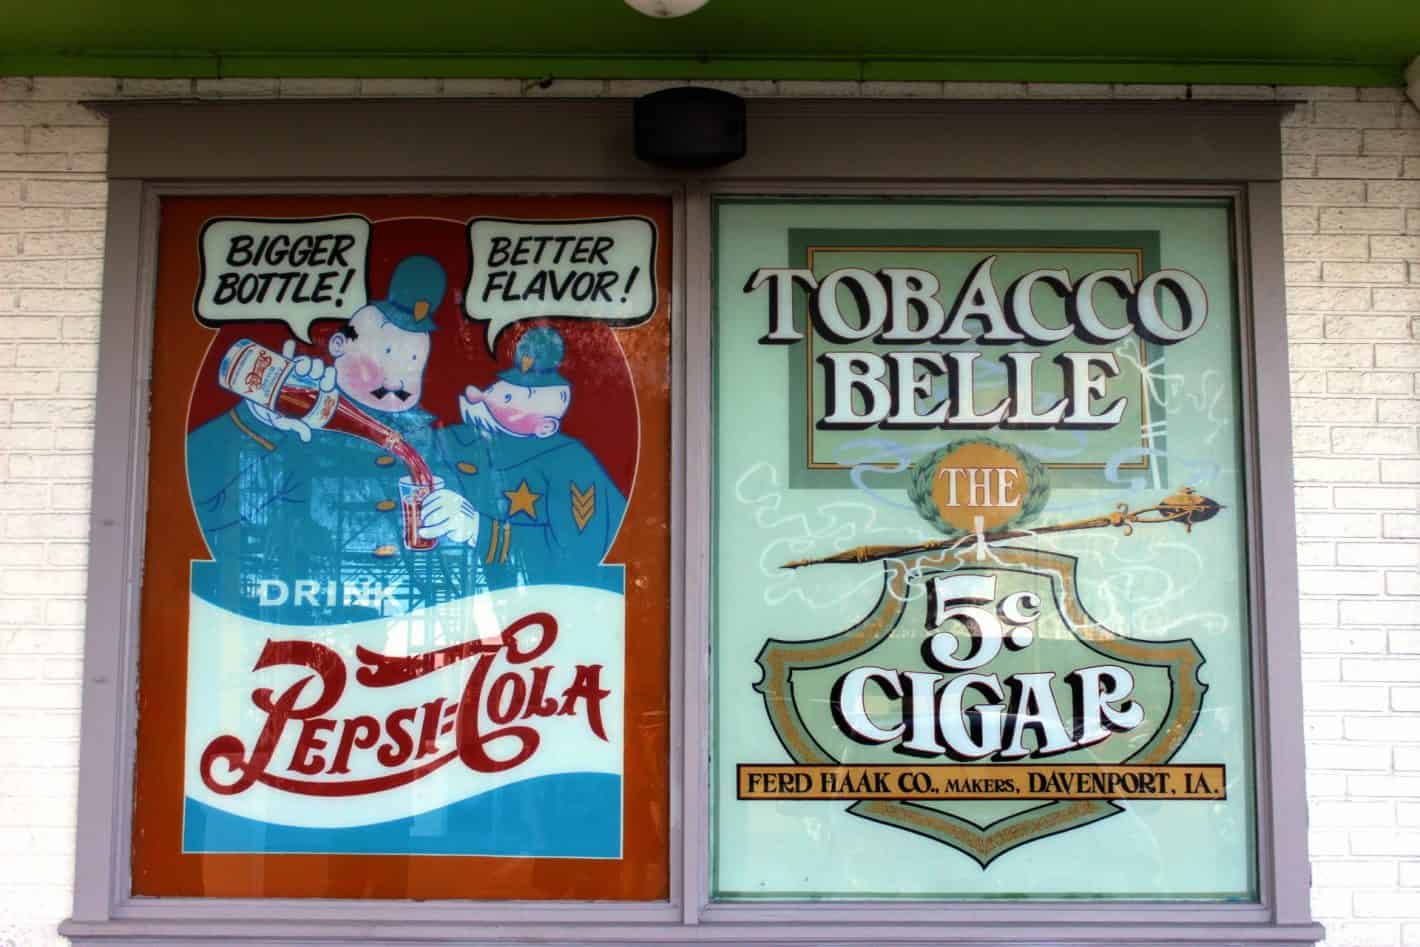 BIGGER
BOTTLE!
BETTER
FLAVOR!
DRINK
PEPSI=COLA
TOBACCO
BELLE
THE
5¢
CIGAR
FERD HAAK CO., MAKERS, DAVENPORT, IA.